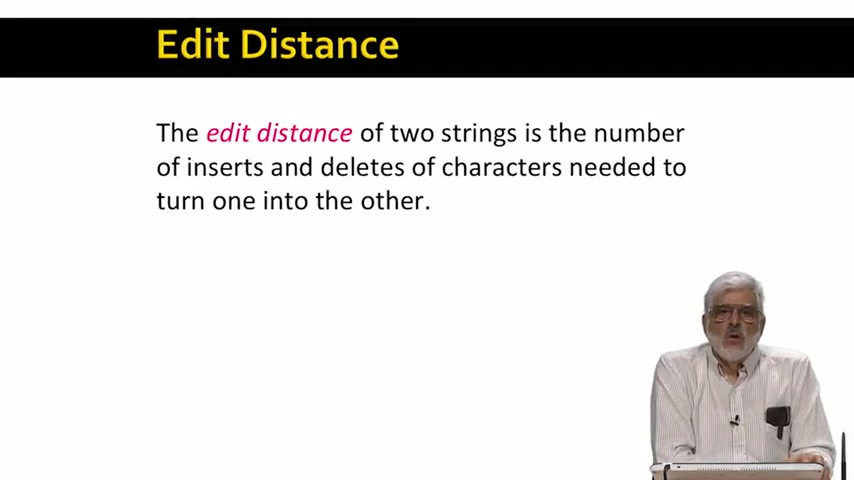 Edit Distance
The edit distance of two strings is the number
of inserts and deletes of characters needed to
turn one into the other.